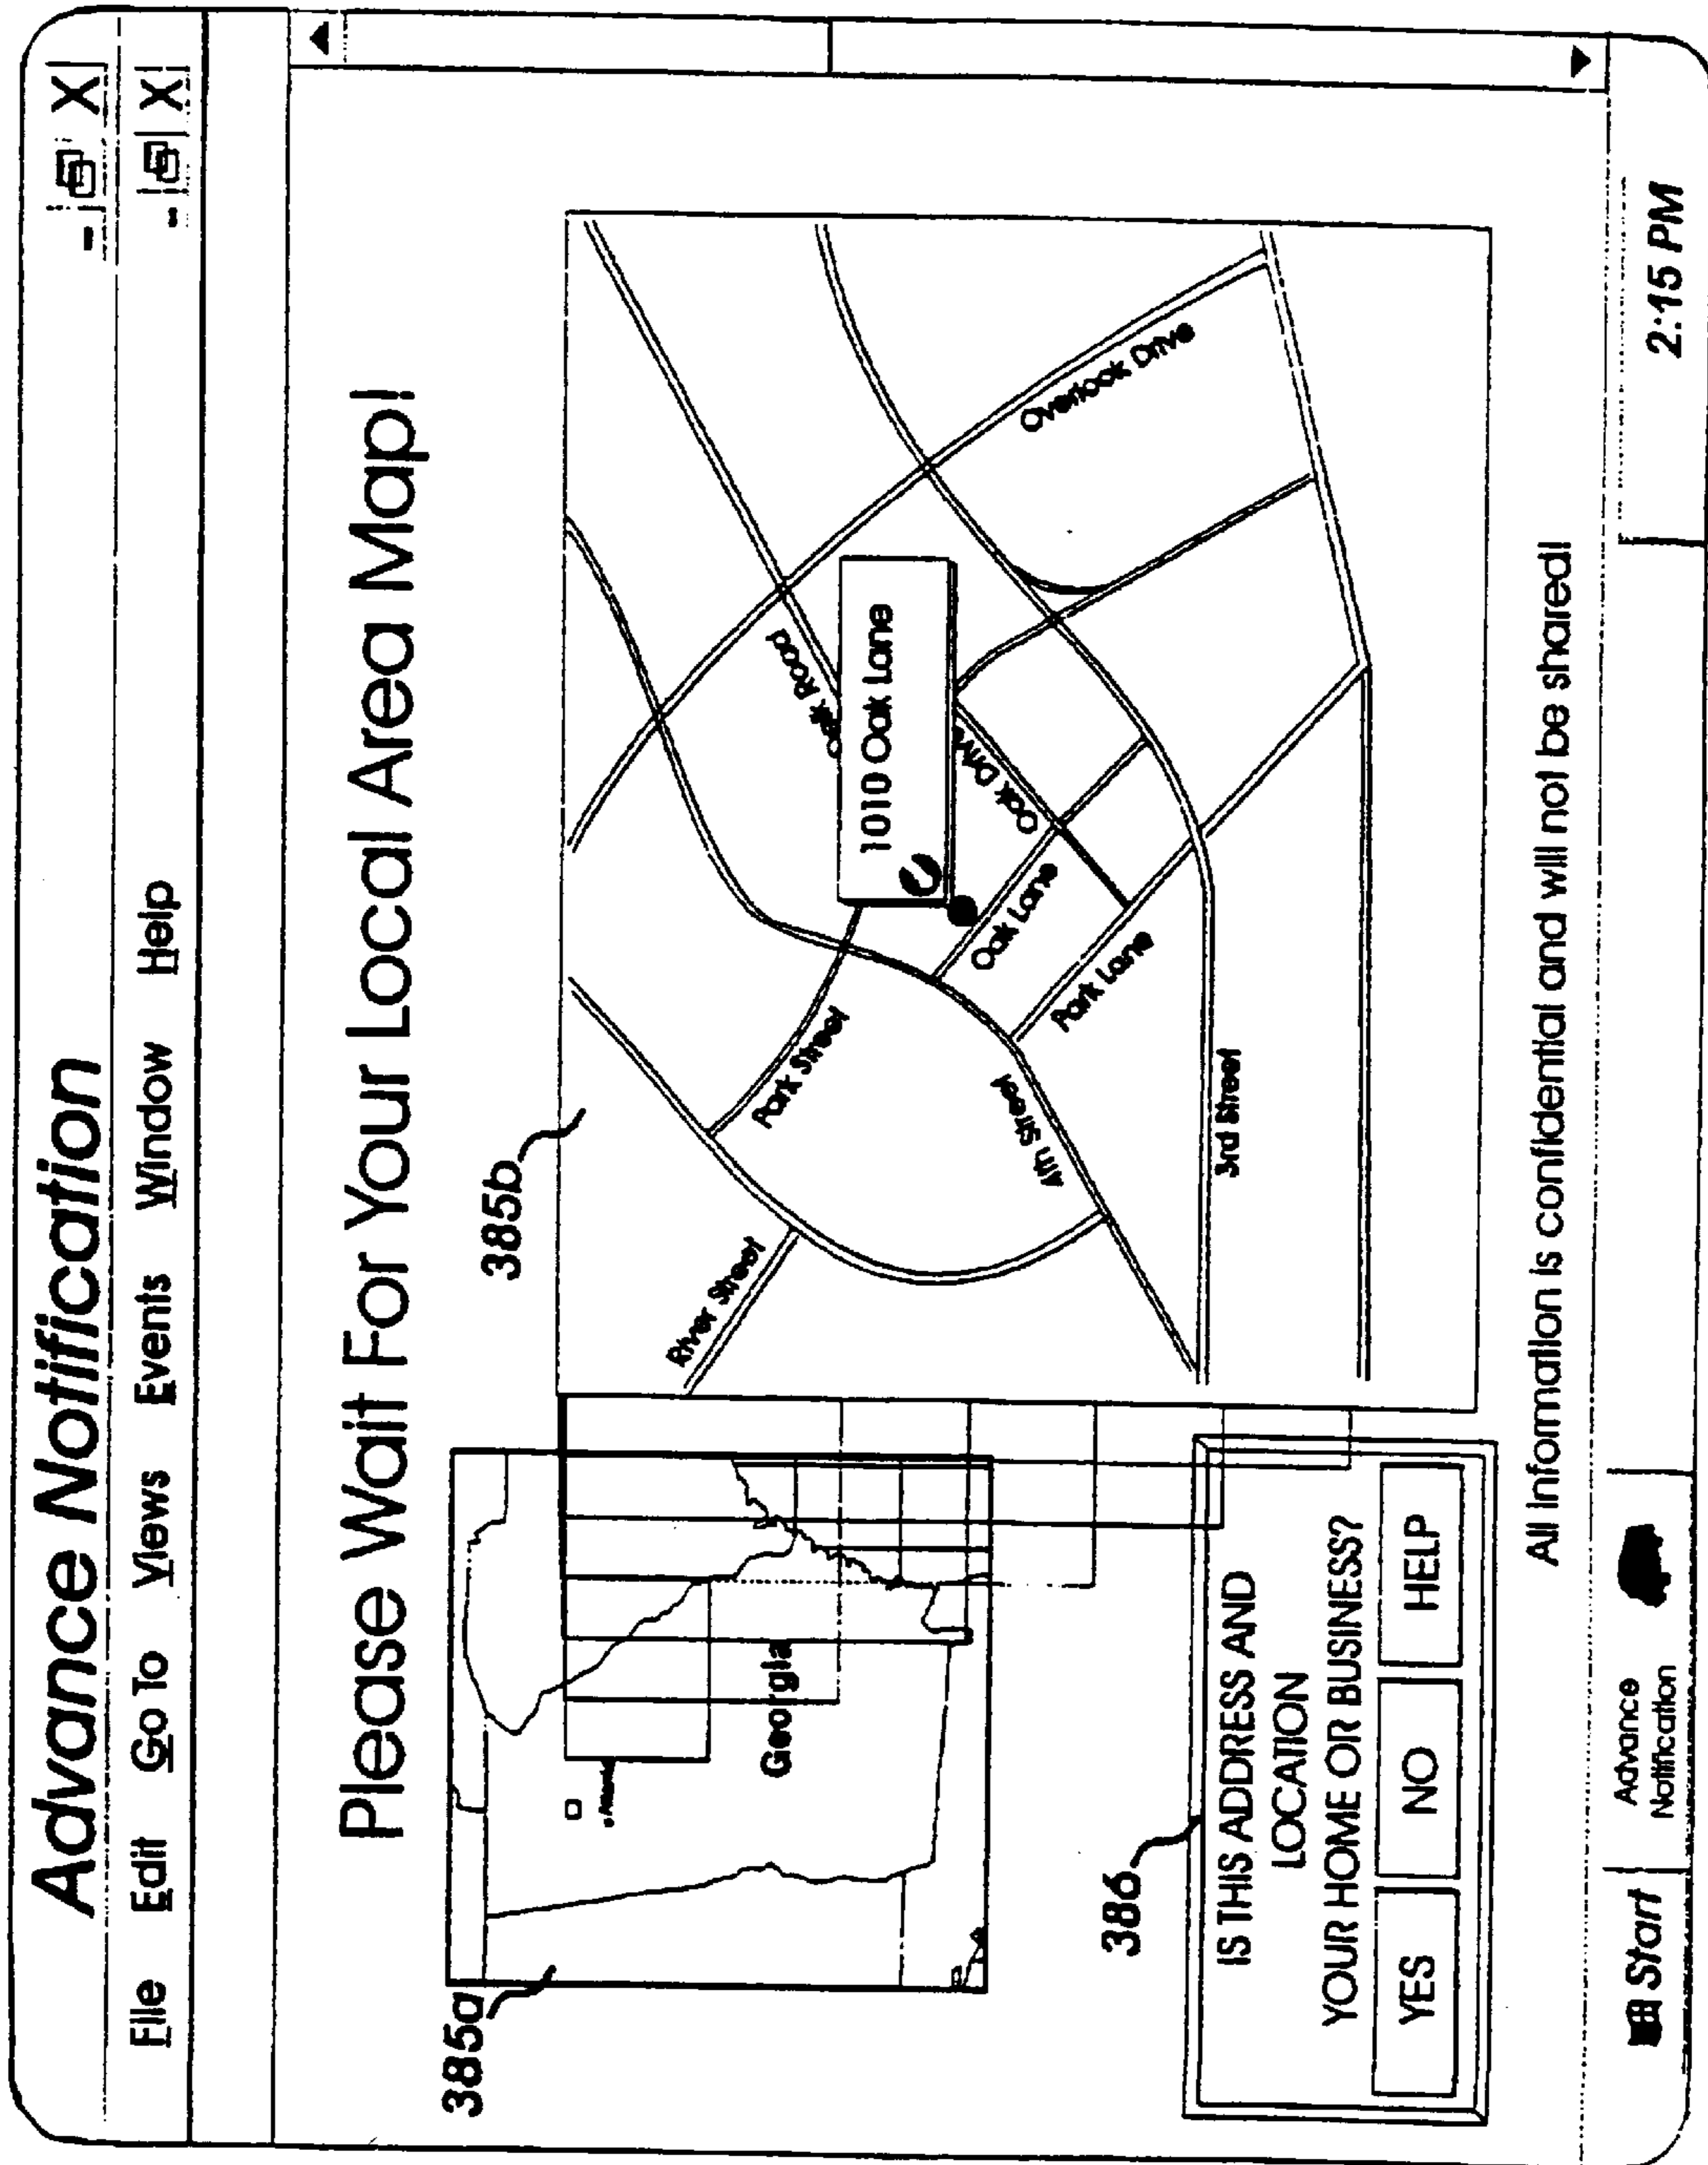 Advance Notification
File Edit Go To Views Events Window Help
Please Wait For Your Local Area Map!
385a
385b
Georgia
River Street
Park Street
4th Street
3rd Street
Park Lane
Oak Lane
Oak Drive
1010 Oak Lane
Road
Overlook Drive
386
IS THIS ADDRESS AND
LOCATION
YOUR HOME OR BUSINESS?
YES NO HELP
All Information is confidential and will not be shared!
Start
Advance
Notification
2:15 PM